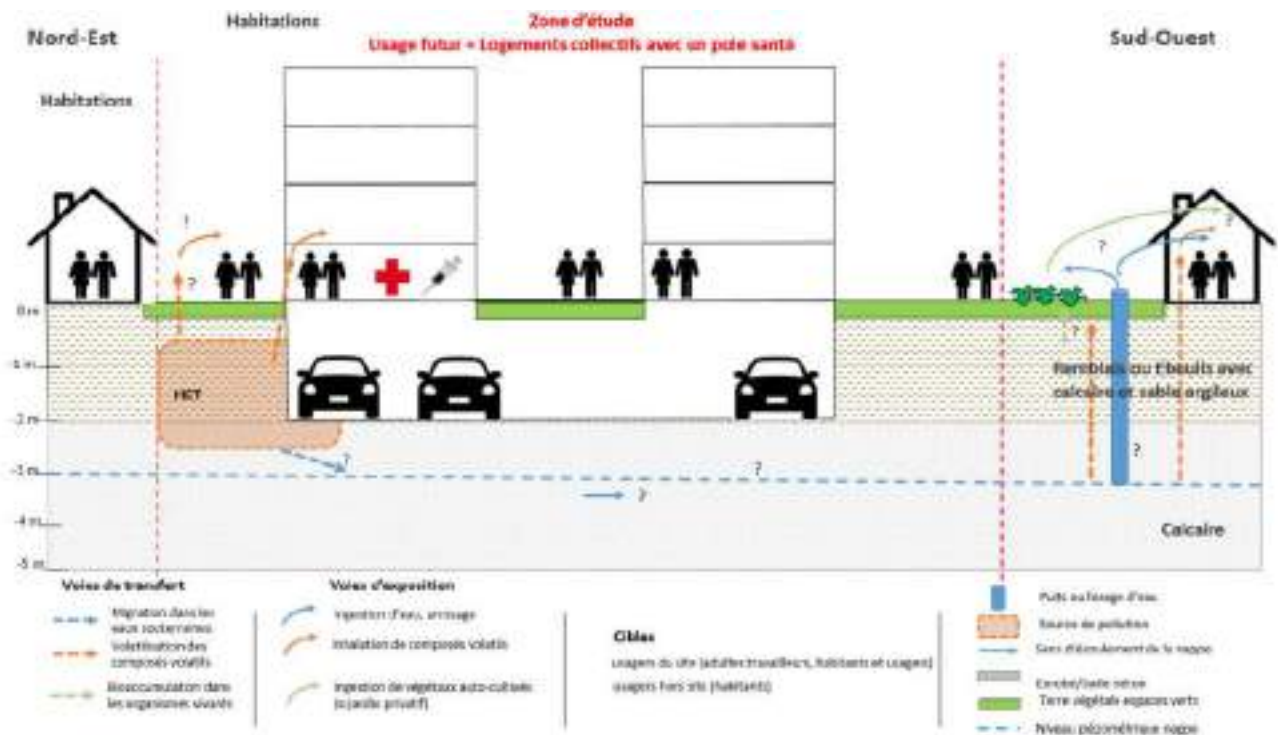 Nord-Est
Habitations
Zone d'étude
Usage futur = Logements collectifs avec un pole santé
Sud-Ouest
Habitations
?
?
?
?
0 m
-1 m
-2 m
-3 m
-4 m
-5 m
HCT
Remblais ou Eboulis avec
calcaire et sable argileux
?
?
?
?
?
Calcaire
Voies de transfert
Migration dans les
eaux souterraines
Volatilisation des
composés volatils
Bioaccumulation dans
les organismes vivants
Voies d'exposition
Ingestion d'eau, arrosage
Inhalation de composés volatils
Ingestion de végétaux auto-cultivés
Cibles
usagers du site (adultes travailleurs, habitants et usagers)
usagers hors site (habitants)
Puits ou forage d'eau
Source de pollution
Sens d'écoulement de la nappe
Terre végétale espaces verts
Niveau piézométrique nappe